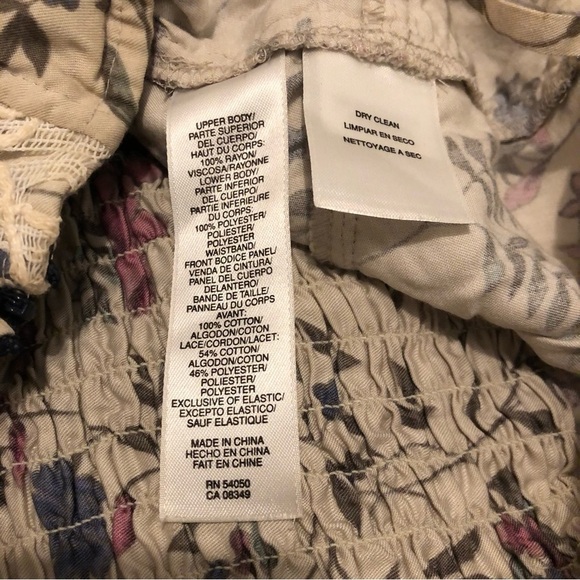 UPPER BODY/
PARTE SUPERIOR
DEL CUERPO/
HAUT DU CORPS:
100% RAYON/
VISCOSA/RAYONNE
LOWER BODY/
PARTE INFERIOR
DEL CUERPO/
PARTIE INFERIEURE
DU CORPS:
100% POLYESTER/
POLIESTER/
POLYESTER
WAISTBAND/
FRONT BODICE PANEL/
VENDA DE CINTURA/
PANEL DEL CUERPO
DELANTERO/
BANDE DE TAILLE/
PANNEAU DU CORPS
AVANT:
100% COTTON/
ALGODON/COTON
LACE/CORDON/LACET:
54% COTTON/
ALGODON/COTON
46% POLYESTER/
POLIESTER/
POLYESTER
EXCLUSIVE OF ELASTIC/
EXCEPTO ELASTICO/
SAUF ELASTIQUE
MADE IN CHINA
HECHO EN CHINA
FAIT EN CHINE
RN 54050
CA 08349
DRY CLEAN
LIMPIAR EN SECO
NETTOYAGE A SEC